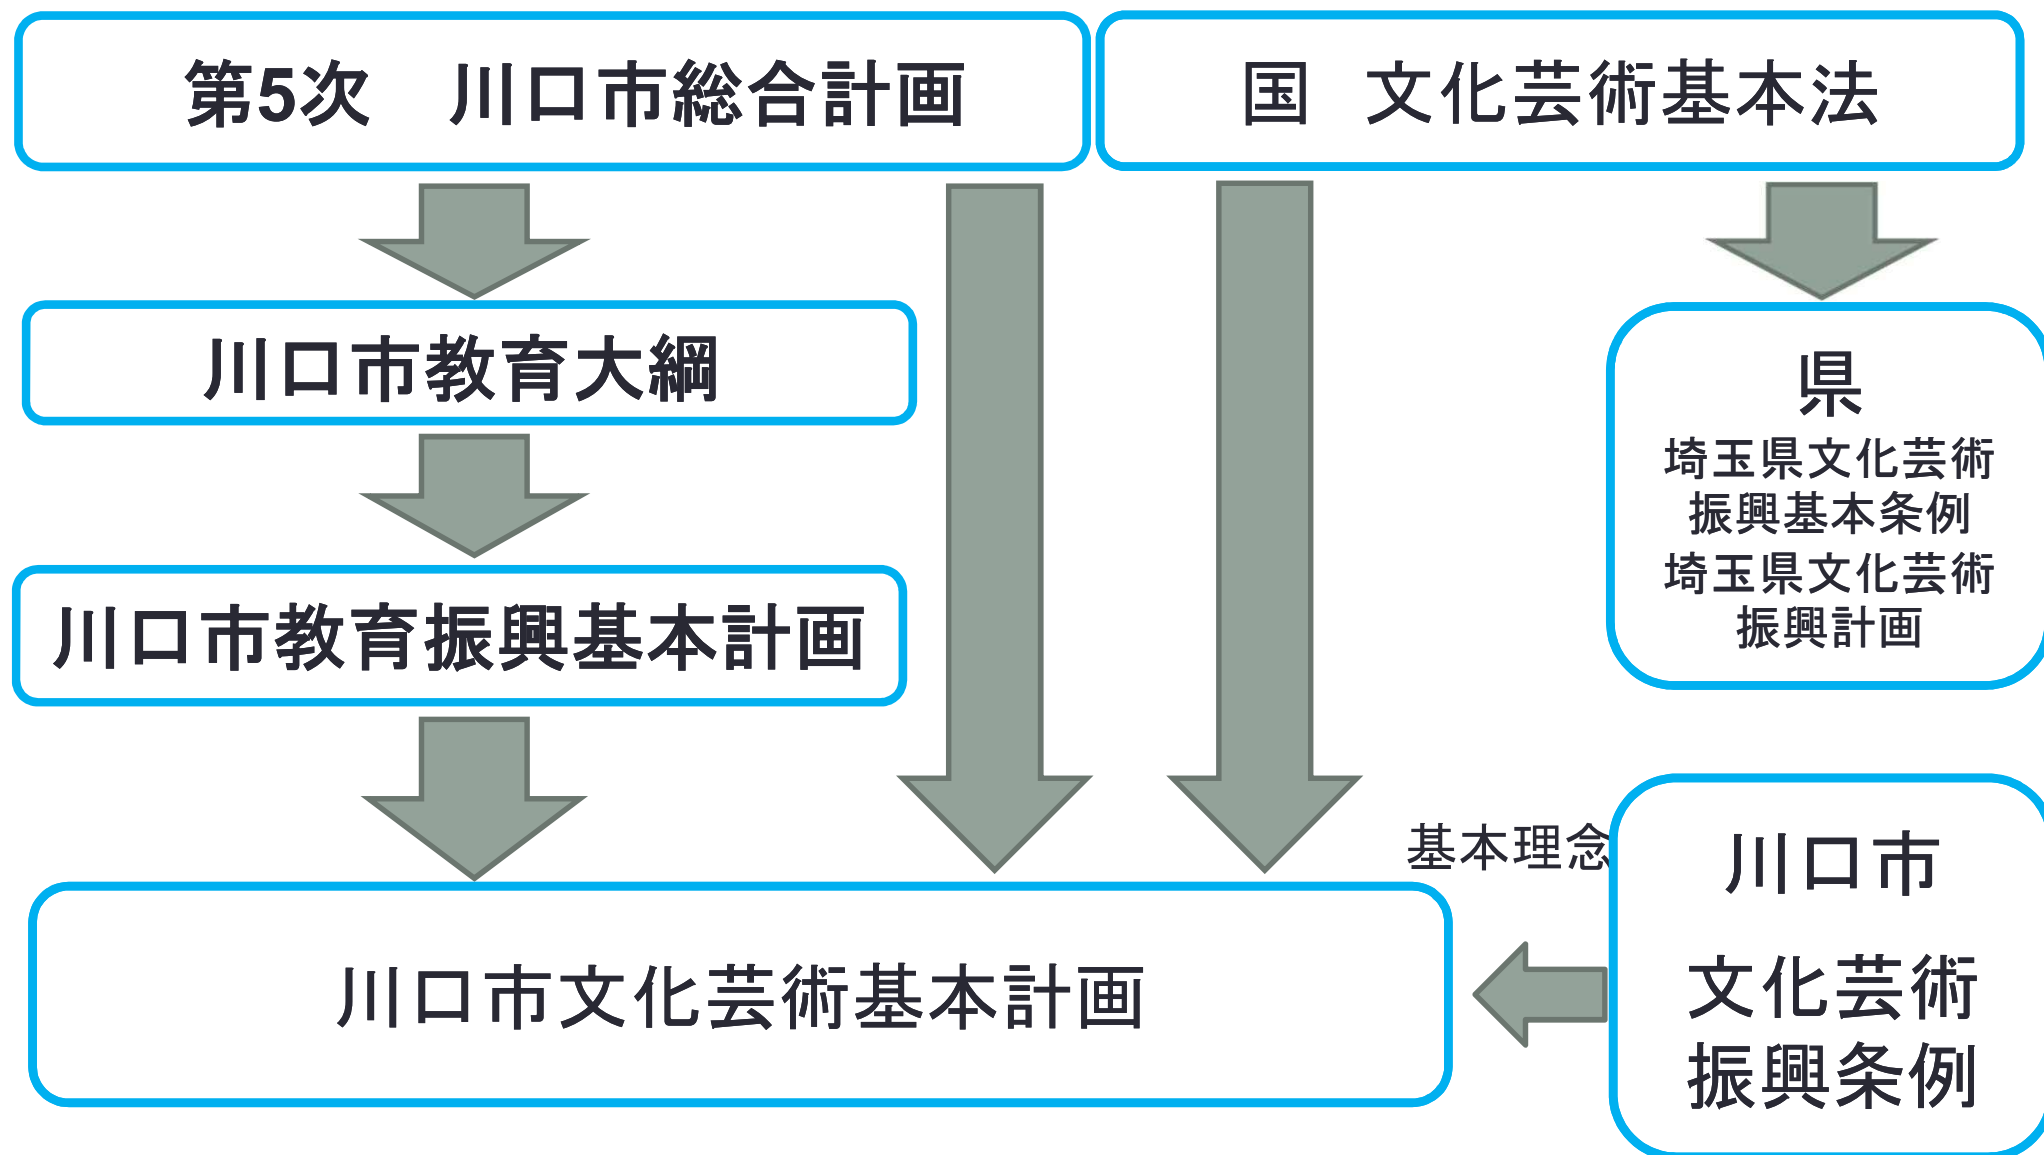 第5次　川口市総合計画
国　文化芸術基本法
川口市教育大綱
川口市教育振興基本計画
県
埼玉県文化芸術
振興基本条例
埼玉県文化芸術
振興計画
基本理念
川口市
文化芸術
振興条例
川口市文化芸術基本計画